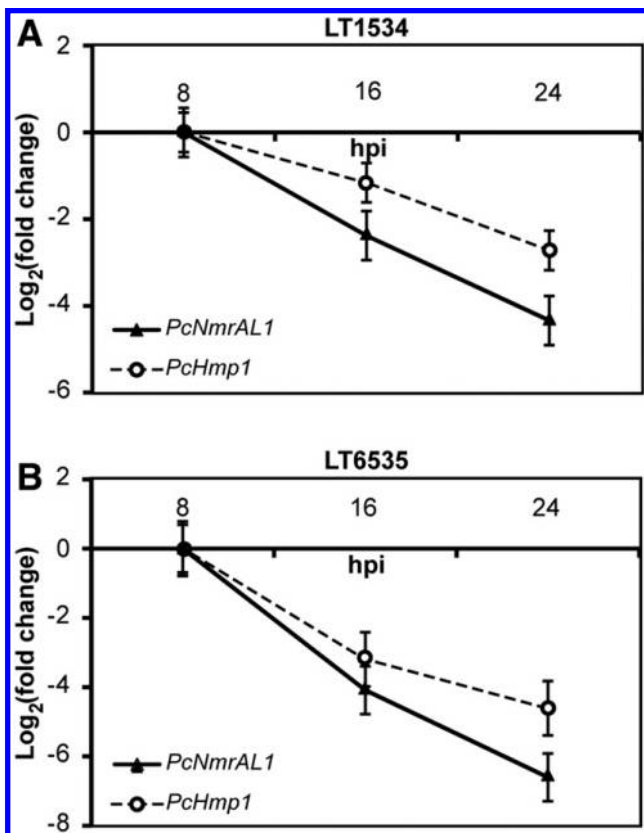 A
LT1534
2
8 16 24
0
hpi
-2
-4
-6
Log2(fold change)
PcNmrAL1
PcHmp1
B
LT6535
2
8 16 24
0
hpi
-2
-4
-6
-8
Log2(fold change)
PcNmrAL1
PcHmp1